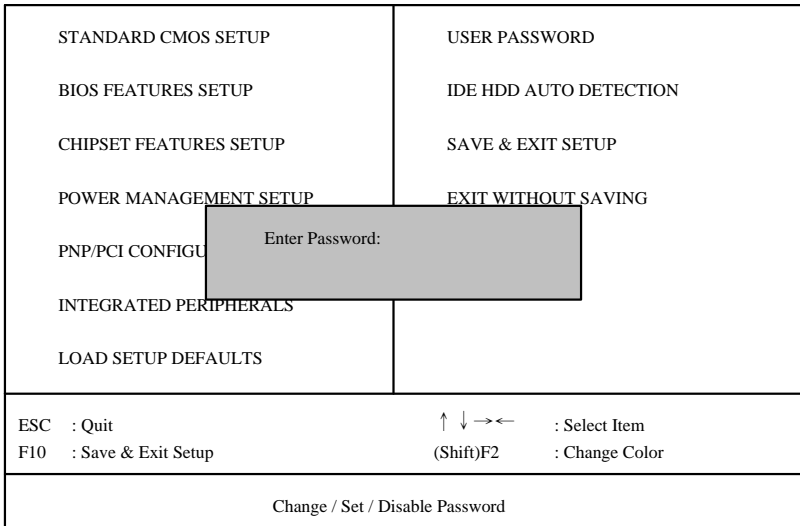 STANDARD CMOS SETUP
BIOS FEATURES SETUP
CHIPSET FEATURES SETUP
POWER MANAGEMENT SETUP
PNP/PCI CONFIGU
INTEGRATED PERIPHERALS
LOAD SETUP DEFAULTS
USER PASSWORD
IDE HDD AUTO DETECTION
SAVE & EXIT SETUP
EXIT WITHOUT SAVING
Enter Password:
ESC : Quit
F10 : Save & Exit Setup
↑ ↓ → ← : Select Item
(Shift)F2 : Change Color
Change / Set / Disable Password